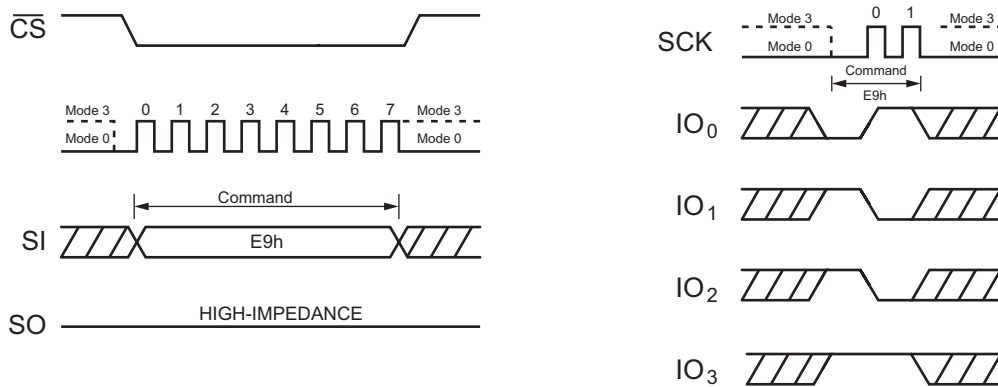 CS
Mode 3 0 1 2 3 4 5 6 7 Mode 3
Mode 0 Mode 0
Command
SI E9h
SO HIGH-IMPEDANCE
SCK Mode 3 0 1 Mode 3
Mode 0 Mode 0
Command
E9h
IO0
IO1
IO2
IO3